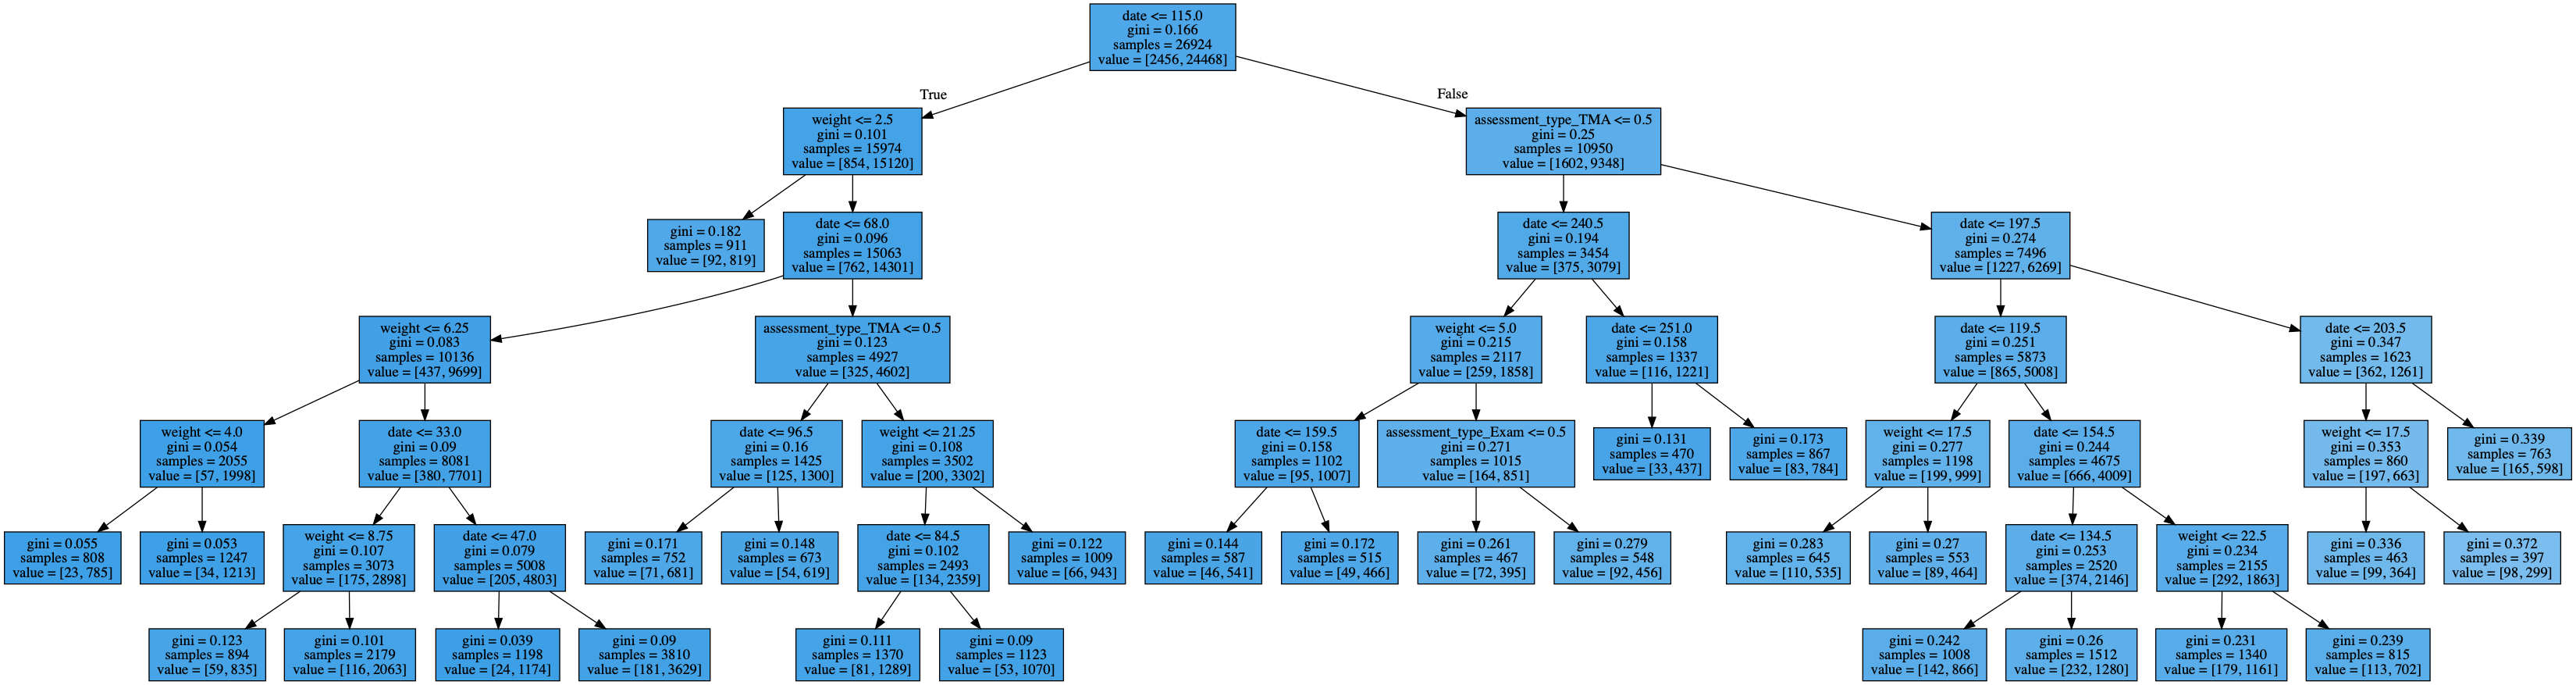 date <= 115.0
gini = 0.166
samples = 26924
value = [2456, 24468]
True
False
weight <= 2.5
gini = 0.101
samples = 15974
value = [854, 15120]
assessment_type_TMA <= 0.5
gini = 0.25
samples = 10950
value = [1602, 9348]
gini = 0.182
samples = 911
value = [92, 819]
date <= 68.0
gini = 0.096
samples = 15063
value = [762, 14301]
date <= 240.5
gini = 0.194
samples = 3454
value = [375, 3079]
date <= 197.5
gini = 0.274
samples = 7496
value = [1227, 6269]
weight <= 6.25
gini = 0.083
samples = 10136
value = [437, 9699]
assessment_type_TMA <= 0.5
gini = 0.123
samples = 4927
value = [325, 4602]
weight <= 5.0
gini = 0.215
samples = 2117
value = [259, 1858]
date <= 251.0
gini = 0.158
samples = 1337
value = [116, 1221]
date <= 119.5
gini = 0.251
samples = 5873
value = [865, 5008]
date <= 203.5
gini = 0.347
samples = 1623
value = [362, 1261]
weight <= 4.0
gini = 0.054
samples = 2055
value = [57, 1998]
date <= 33.0
gini = 0.09
samples = 8081
value = [380, 7701]
date <= 96.5
gini = 0.16
samples = 1425
value = [125, 1300]
weight <= 21.25
gini = 0.108
samples = 3502
value = [200, 3302]
date <= 159.5
gini = 0.158
samples = 1102
value = [95, 1007]
assessment_type_Exam <= 0.5
gini = 0.271
samples = 1015
value = [164, 851]
gini = 0.131
samples = 470
value = [33, 437]
gini = 0.173
samples = 867
value = [83, 784]
weight <= 17.5
gini = 0.277
samples = 1198
value = [199, 999]
date <= 154.5
gini = 0.244
samples = 4675
value = [666, 4009]
weight <= 17.5
gini = 0.353
samples = 860
value = [197, 663]
gini = 0.339
samples = 763
value = [165, 598]
gini = 0.055
samples = 808
value = [23, 785]
gini = 0.053
samples = 1247
value = [34, 1213]
weight <= 8.75
gini = 0.107
samples = 3073
value = [175, 2898]
date <= 47.0
gini = 0.079
samples = 5008
value = [205, 4803]
gini = 0.171
samples = 752
value = [71, 681]
gini = 0.148
samples = 673
value = [54, 619]
date <= 84.5
gini = 0.102
samples = 2493
value = [134, 2359]
gini = 0.122
samples = 1009
value = [66, 943]
gini = 0.144
samples = 587
value = [46, 541]
gini = 0.172
samples = 515
value = [49, 466]
gini = 0.261
samples = 467
value = [72, 395]
gini = 0.279
samples = 548
value = [92, 456]
gini = 0.283
samples = 645
value = [110, 535]
gini = 0.27
samples = 553
value = [89, 464]
date <= 134.5
gini = 0.253
samples = 2520
value = [374, 2146]
weight <= 22.5
gini = 0.234
samples = 2155
value = [292, 1863]
gini = 0.336
samples = 463
value = [99, 364]
gini = 0.372
samples = 397
value = [98, 299]
gini = 0.123
samples = 894
value = [59, 835]
gini = 0.101
samples = 2179
value = [116, 2063]
gini = 0.039
samples = 1198
value = [24, 1174]
gini = 0.09
samples = 3810
value = [181, 3629]
gini = 0.111
samples = 1370
value = [81, 1289]
gini = 0.09
samples = 1123
value = [53, 1070]
gini = 0.242
samples = 1008
value = [142, 866]
gini = 0.26
samples = 1512
value = [232, 1280]
gini = 0.231
samples = 1340
value = [179, 1161]
gini = 0.239
samples = 815
value = [113, 702]